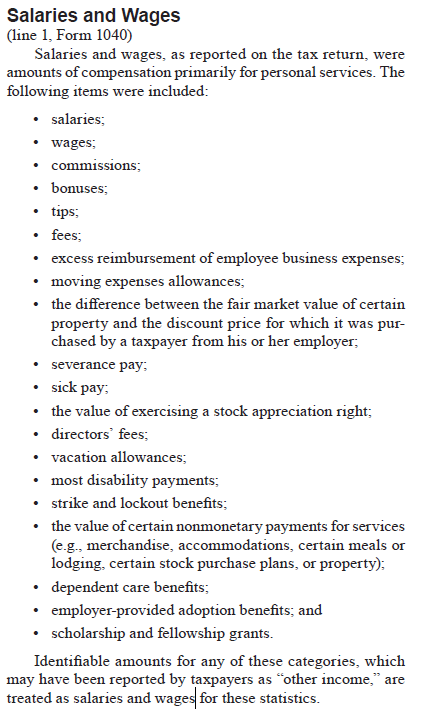 Salaries and Wages
(line 1, Form 1040)
Salaries and wages, as reported on the tax return, were
amounts of compensation primarily for personal services. The
following items were included:
• salaries;
• wages;
• commissions;
• bonuses;
• tips;
• fees;
• excess reimbursement of employee business expenses;
• moving expenses allowances;
• the difference between the fair market value of certain
property and the discount price for which it was pur-
chased by a taxpayer from his or her employer;
• severance pay;
• sick pay;
• the value of exercising a stock appreciation right;
• directors’ fees;
• vacation allowances;
• most disability payments;
• strike and lockout benefits;
• the value of certain nonmonetary payments for services
(e.g., merchandise, accommodations, certain meals or
lodging, certain stock purchase plans, or property);
• dependent care benefits;
• employer-provided adoption benefits; and
• scholarship and fellowship grants.
Identifiable amounts for any of these categories, which
may have been reported by taxpayers as “other income,” are
treated as salaries and wages for these statistics.